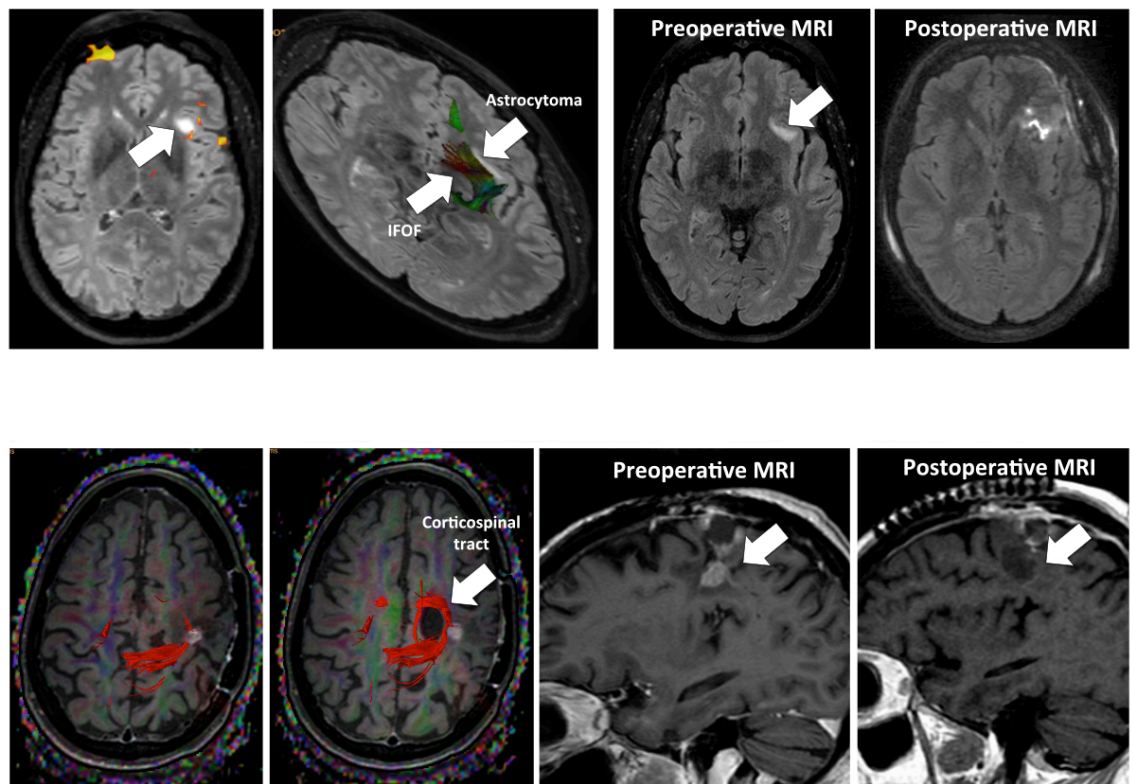 Preoperative MRI
Postoperative MRI
Astrocytoma
IFOF
Preoperative MRI
Postoperative MRI
Corticospinal
tract